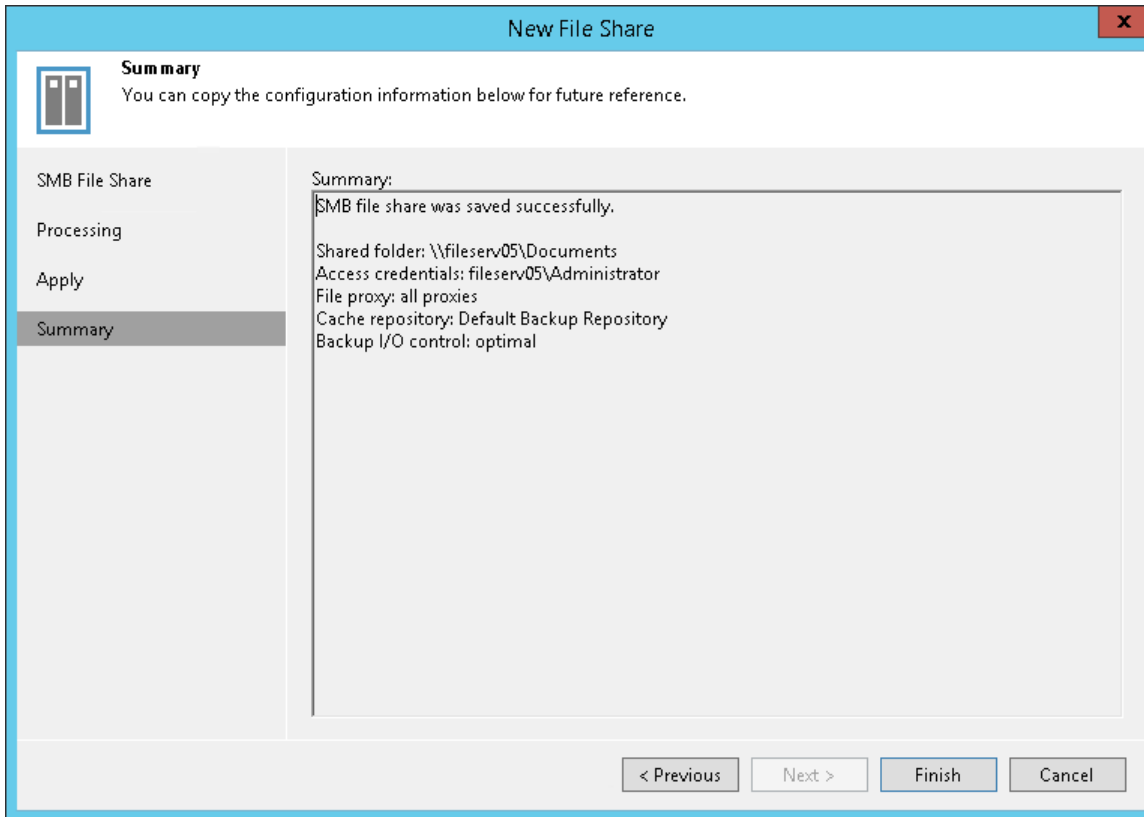 New File Share
x
Summary
You can copy the configuration information below for future reference.
SMB File Share
Processing
Apply
Summary
Summary:
SMB file share was saved successfully.
Shared folder: \\fileserv05\Documents
Access credentials: fileserv05\Administrator
File proxy: all proxies
Cache repository: Default Backup Repository
Backup I/O control: optimal
< Previous
Next >
Finish
Cancel